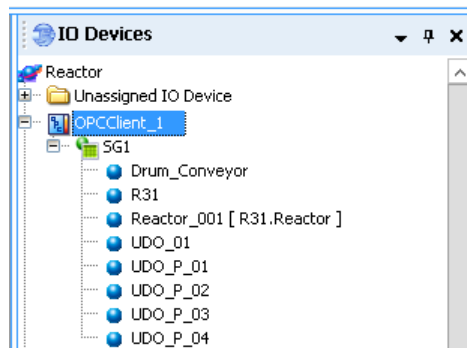 IO Devices
Reactor
Unassigned IO Device
OPCClient_1
SG1
Drum_Conveyor
R31
Reactor_001 [ R31.Reactor ]
UDO_01
UDO_P_01
UDO_P_02
UDO_P_03
UDO_P_04